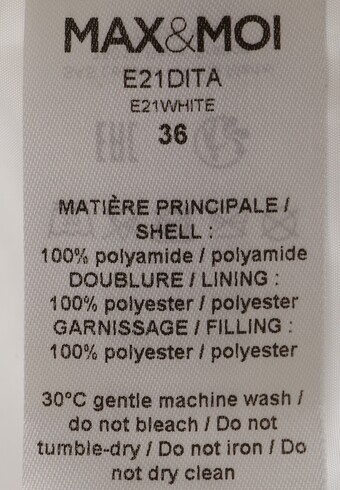 MAX&MOI
E21DITA
E21WHITE
36
MATIÈRE PRINCIPALE /
SHELL :
100% polyamide / polyamide
DOUBLURE / LINING :
100% polyester / polyester
GARNISSAGE / FILLING :
100% polyester / polyester
30°C gentle machine wash /
do not bleach / Do not
tumble-dry / Do not iron / Do
not dry clean